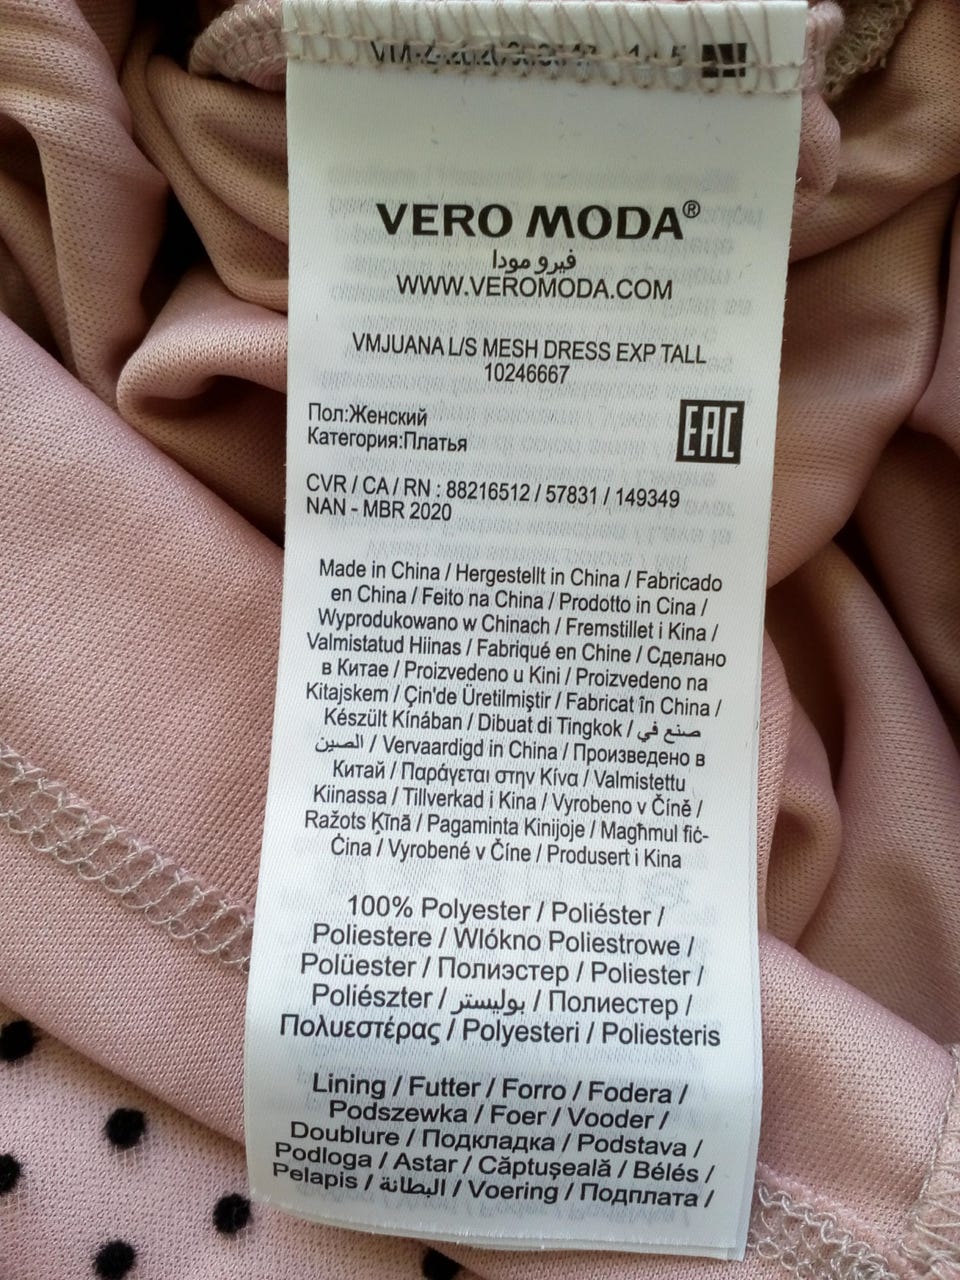 VERO MODA®
فيرو مودا
WWW.VEROMODA.COM
VMJUANA L/S MESH DRESS EXP TALL
10246667
Пол:Женский
Категория:Платья
EAC
CVR / CA / RN : 88216512 / 57831 / 149349
NAN - MBR 2020
Made in China / Hergestellt in China / Fabricado
en China / Feito na China / Prodotto in Cina /
Wyprodukowano w Chinach / Fremstillet i Kina /
Valmistatud Hiinas / Fabriqué en Chine / Сделано
в Китае / Proizvedeno u Kini / Proizvedeno na
Kitajskem / Çin'de Üretilmiştir / Fabricat în China /
Készült Kínában / Dibuat di Tingkok / صنع في
الصين / Vervaardigd in China / Произведено в
Китай / Παράγεται στην Κίνα / Valmistettu
Kiinassa / Tillverkad i Kina / Vyrobeno v Číně /
Ražots Ķīnā / Pagaminta Kinijoje / Magħmul fiċ-
Ċina / Vyrobené v Číne / Produsert i Kina
100% Polyester / Poliéster /
Poliestere / Wlókno Poliestrowe /
Polüester / Полиэстер / Poliester /
Poliészter / بوليستر / Полиестер /
Πολυεστέρας / Polyesteri / Poliesteris
Lining / Futter / Forro / Fodera /
Podszewka / Foer / Vooder /
Doublure / Подкладка / Podstava /
Podloga / Astar / Căptușeală / Bélés /
Pelapis / البطانة / Voering / Подплата /